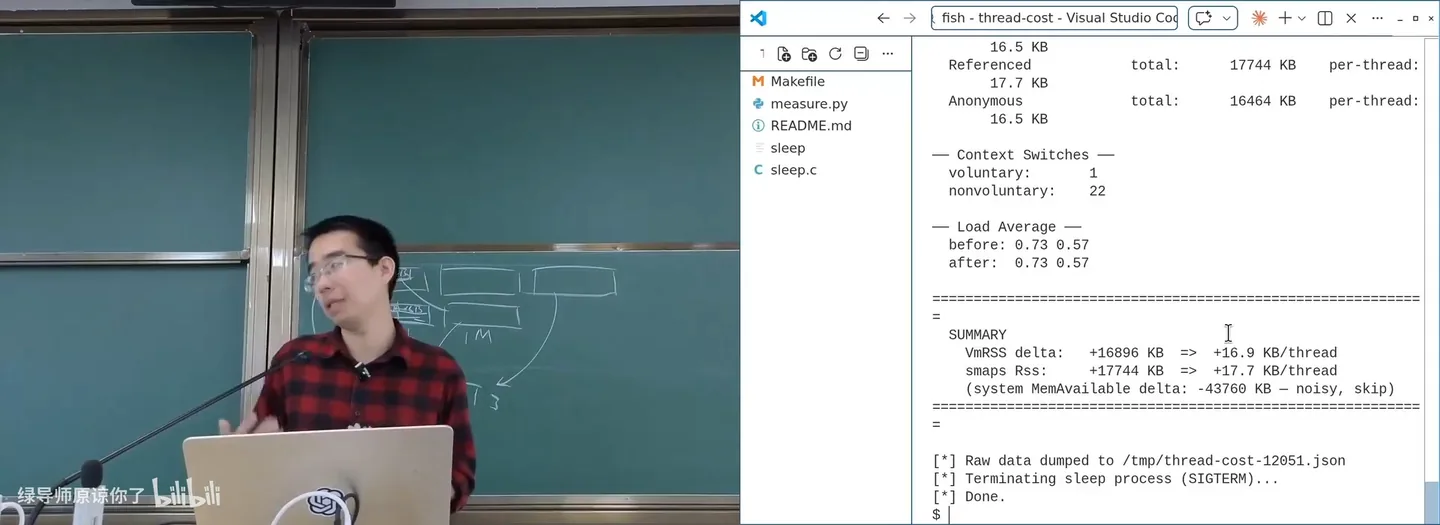 fish - thread-cost - Visual Studio Cod
Makefile
measure.py
README.md
sleep
sleep.c
16.5 KB
Referenced total: 17744 KB per-thread:
17.7 KB
Anonymous total: 16464 KB per-thread:
16.5 KB
── Context Switches ──
voluntary: 1
nonvoluntary: 22
── Load Average ──
before: 0.73 0.57
after: 0.73 0.57
============================================================
=
SUMMARY
VmRSS delta: +16896 KB => +16.9 KB/thread
smaps Rss: +17744 KB => +17.7 KB/thread
(system MemAvailable delta: -43760 KB — noisy, skip)
============================================================
=
[*] Raw data dumped to /tmp/thread-cost-12051.json
[*] Terminating sleep process (SIGTERM)...
[*] Done.
$
1M
3
绿导师原谅你了 bilibili